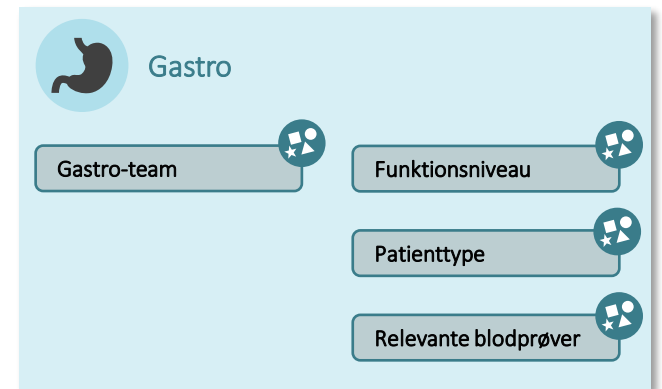 Gastro
Gastro-team
Funktionsniveau
Patienttype
Relevante blodprøver